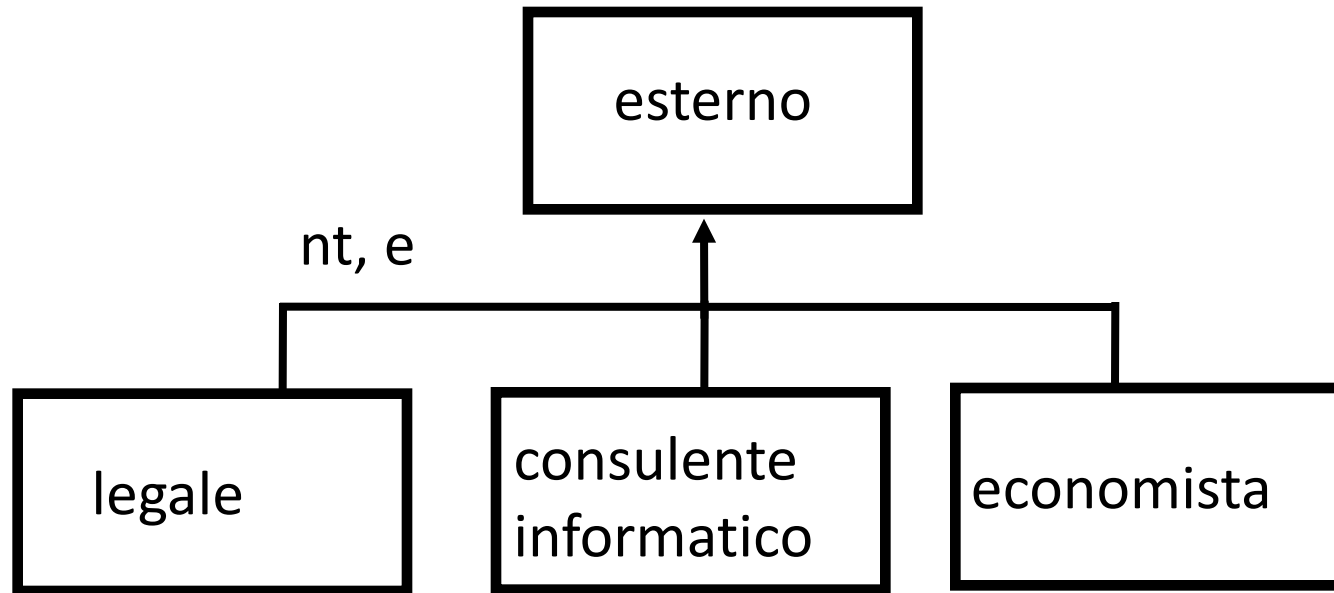 esterno
nt, e
legale
consulente
informatico
economista